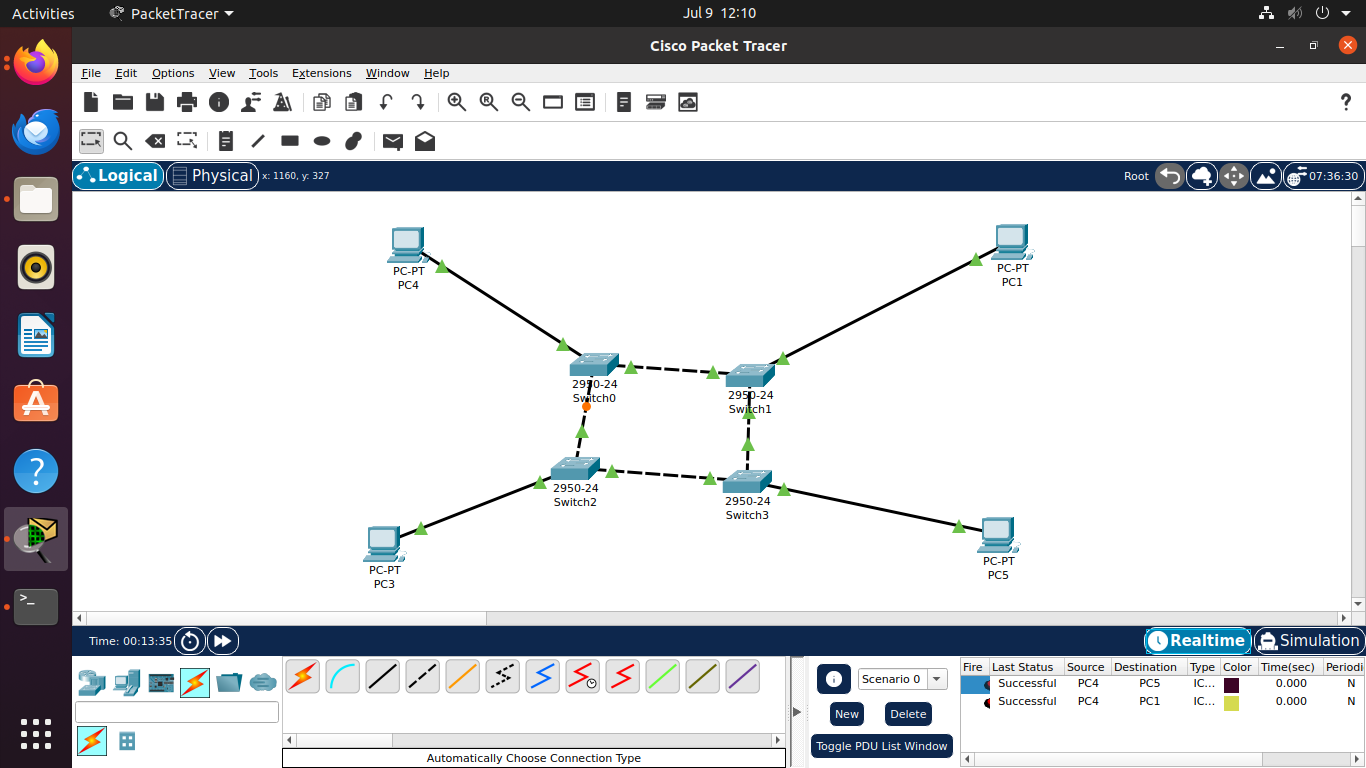 Activities PacketTracer Jul 9 12:10
Cisco Packet Tracer
File Edit Options View Tools Extensions Window Help
Logical Physical x: 1160, y: 327 Root 07:36:30
PC-PT
PC4
PC-PT
PC1
2950-24
Switch0
2950-24
Switch1
2950-24
Switch2
2950-24
Switch3
PC-PT
PC3
PC-PT
PC5
Time: 00:13:35 Realtime Simulation
Scenario 0
New Delete
Toggle PDU List Window
Fire Last Status Source Destination Type Color Time(sec) Periodi
Successful PC4 PC5 IC... 0.000 N
Successful PC4 PC1 IC... 0.000 N
Automatically Choose Connection Type